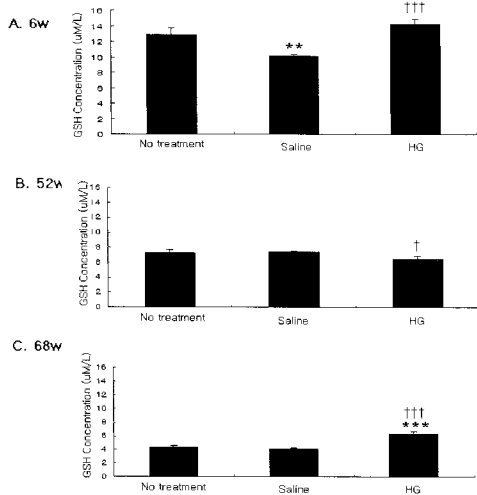 A. 6w
GSH Concentration (uM/L)
16
14
12
10
8
6
4
2
0
**
†††
No treatment
Saline
HG
B. 52w
GSH Concentration (uM/L)
16
14
12
10
8
6
4
2
0
†
No treatment
Saline
HG
C. 68w
GSH Concentration (uM/L)
16
14
12
10
8
6
4
2
0
†††
***
No treatment
Saline
HG